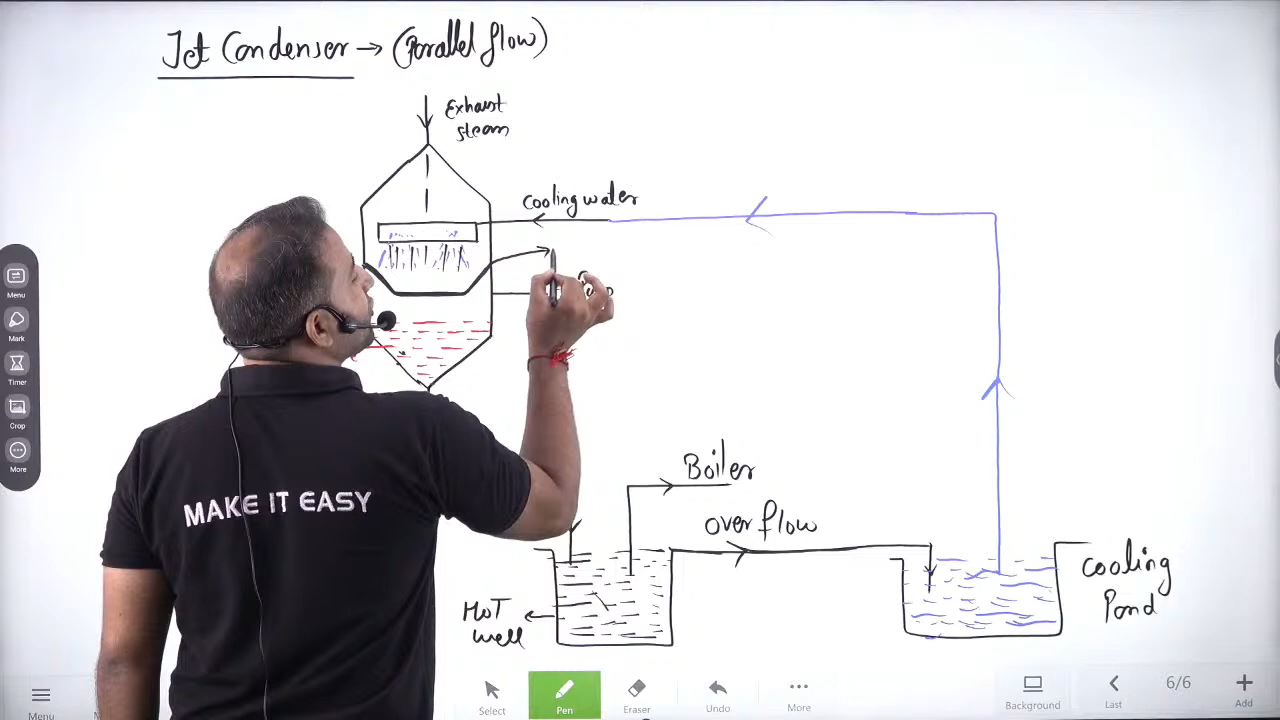 Jet Condenser → (Parallel flow)
Exhaust
steam
cooling water
Boiler
over flow
HOT
well
cooling
Pond
MAKE IT EASY
Menu
Mark
Timer
Crop
More
Menu
Select
Pen
Eraser
Undo
More
Background
Last
6/6
Add